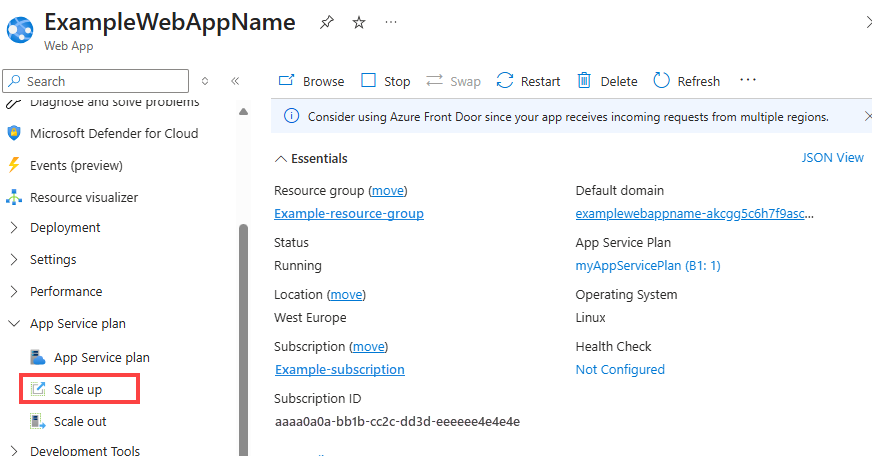 ExampleWebAppName
Web App
Search
Diagnose and solve problems
Microsoft Defender for Cloud
Events (preview)
Resource visualizer
Deployment
Settings
Performance
App Service plan
App Service plan
Scale up
Scale out
Development Tools
Browse Stop Swap Restart Delete Refresh
Consider using Azure Front Door since your app receives incoming requests from multiple regions.
Essentials
JSON View
Resource group (move)
Example-resource-group
Status
Running
Location (move)
West Europe
Subscription (move)
Example-subscription
Subscription ID
aaaa0a0a-bb1b-cc2c-dd3d-eeeeee4e4e4e
Default domain
examplewebappname-akcgg5c6h7f9asc...
App Service Plan
myAppServicePlan (B1: 1)
Operating System
Linux
Health Check
Not Configured